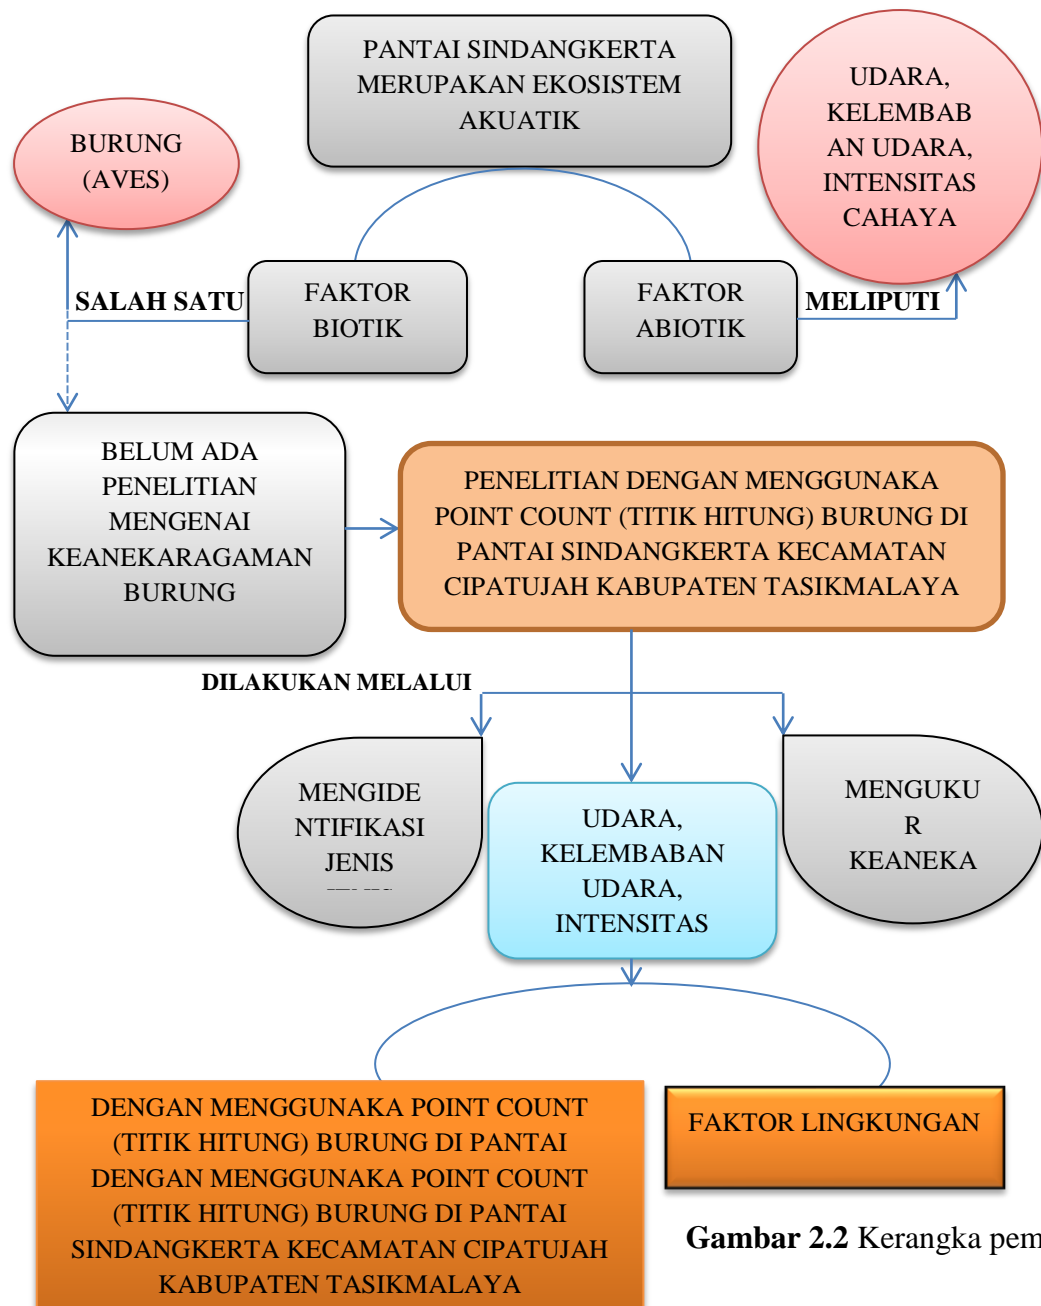 PANTAI SINDANGKERTA
MERUPAKAN EKOSISTEM
AKUATIK
UDARA,
KELEMBAB
AN UDARA,
INTENSITAS
CAHAYA
BURUNG
(AVES)
SALAH SATU
FAKTOR
BIOTIK
FAKTOR
ABIOTIK
MELIPUTI
BELUM ADA
PENELITIAN
MENGENAI
KEANEKARAGAMAN
BURUNG
PENELITIAN DENGAN MENGGUNAKA
POINT COUNT (TITIK HITUNG) BURUNG DI
PANTAI SINDANGKERTA KECAMATAN
CIPATUJAH KABUPATEN TASIKMALAYA
DILAKUKAN MELALUI
MENGIDE
NTIFIKASI
JENIS
UDARA,
KELEMBABAN
UDARA,
INTENSITAS
MENGUKU
R
KEANEKA
DENGAN MENGGUNAKA POINT COUNT
(TITIK HITUNG) BURUNG DI PANTAI
DENGAN MENGGUNAKA POINT COUNT
(TITIK HITUNG) BURUNG DI PANTAI
SINDANGKERTA KECAMATAN CIPATUJAH
KABUPATEN TASIKMALAYA
FAKTOR LINGKUNGAN
Gambar 2.2 Kerangka pem